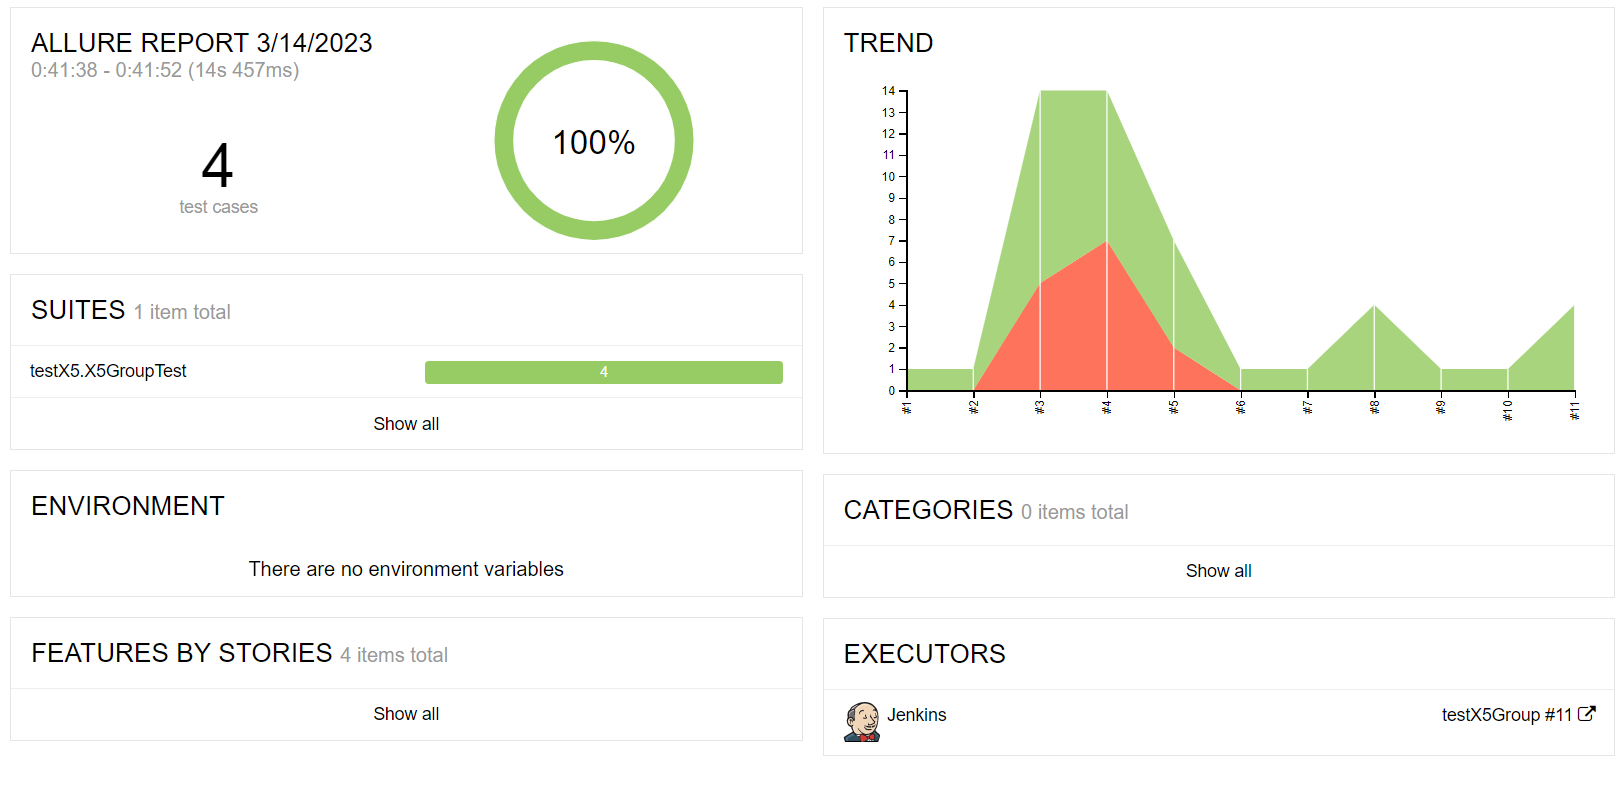 ALLURE REPORT 3/14/2023
0:41:38 - 0:41:52 (14s 457ms)
4
test cases
100%
SUITES 1 item total
testX5.X5GroupTest
4
Show all
ENVIRONMENT
There are no environment variables
FEATURES BY STORIES 4 items total
Show all
TREND
14
13
12
11
10
9
8
7
6
5
4
3
2
1
0
#1
#2
#3
#4
#5
#6
#7
#8
#9
#10
#11
CATEGORIES 0 items total
Show all
EXECUTORS
Jenkins
testX5Group #11